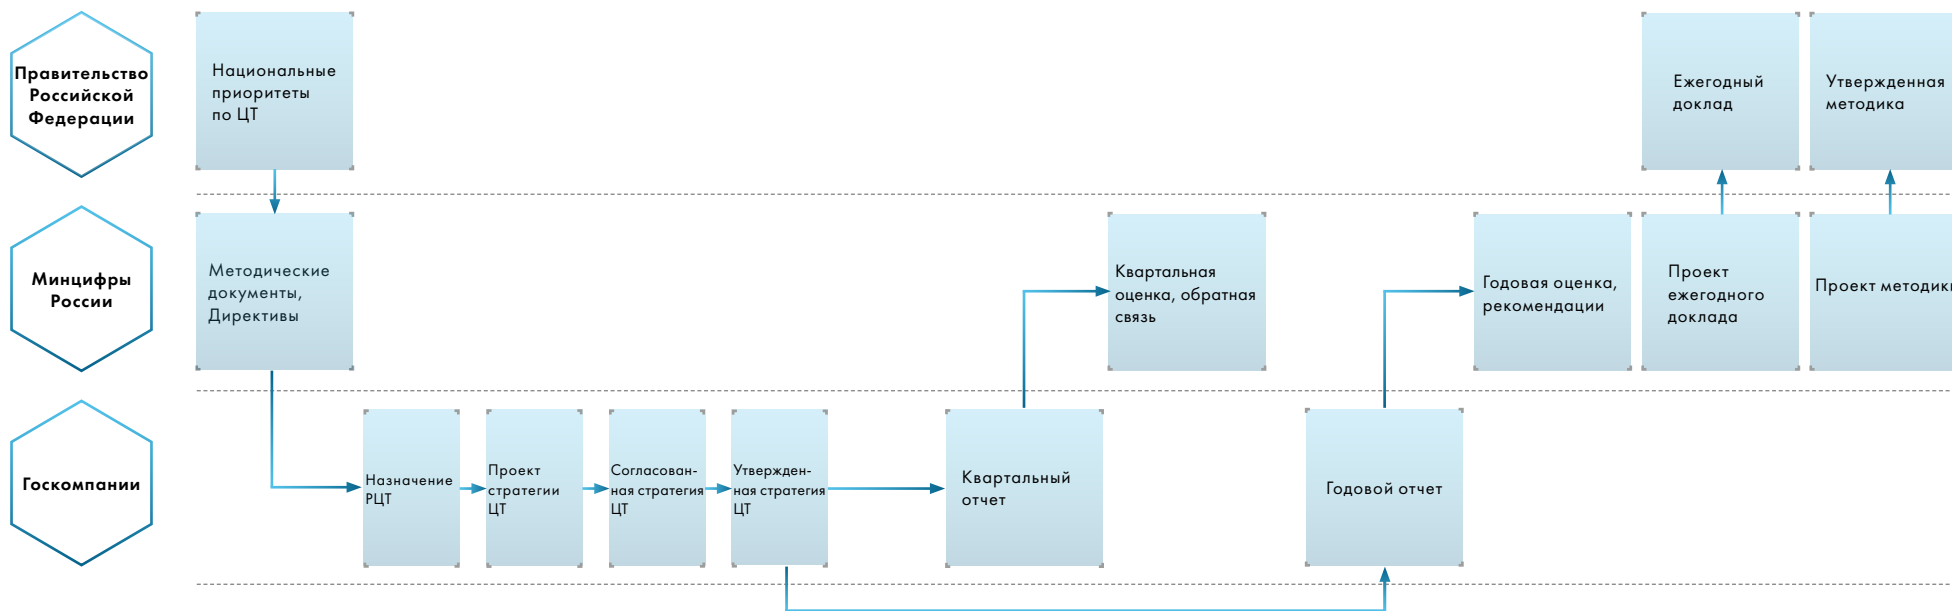 Правительство
Российской
Федерации
Национальные
приоритеты
по ЦТ
Ежегодный
доклад
Утвержденная
методика
Минцифры
России
Методические
документы,
Директивы
Квартальная
оценка, обратная
связь
Годовая оценка,
рекомендации
Проект
ежегодного
доклада
Проект методики
Госкомпании
Назначение
РЦТ
Проект
стратегии
ЦТ
Согласован-
ная стратегия
ЦТ
Утвержден-
ная стратегия
ЦТ
Квартальный
отчет
Годовой отчет